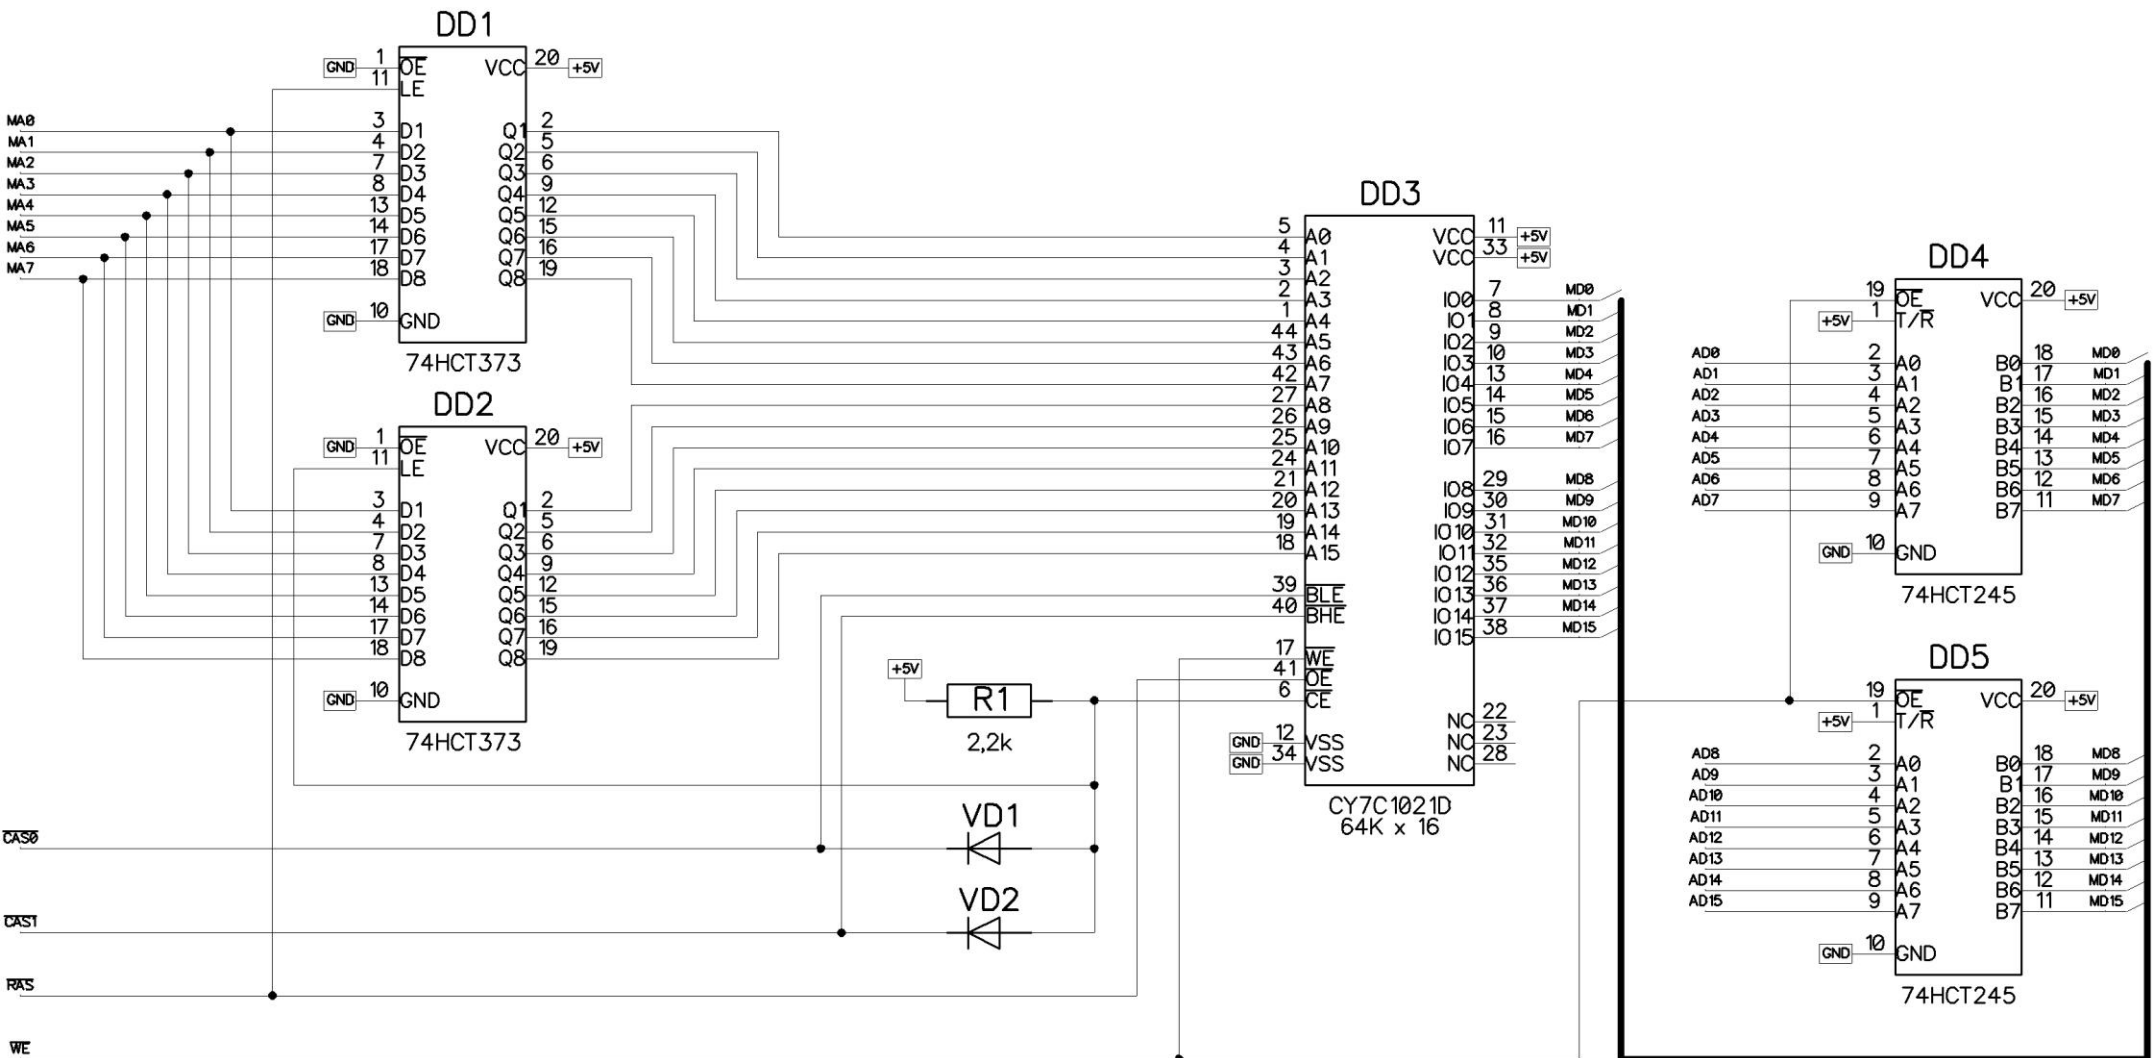 DD1
GND 1 OE VCC 20 +5V
11 LE
MA0 3 D1 Q1 2
MA1 4 D2 Q2 5
MA2 7 D3 Q3 6
MA3 8 D4 Q4 9
MA4 13 D5 Q5 12
MA5 14 D6 Q6 15
MA6 17 D7 Q7 16
MA7 18 D8 Q8 19
GND 10 GND
74HCT373
DD2
GND 1 OE VCC 20 +5V
11 LE
3 D1 Q1 2
4 D2 Q2 5
7 D3 Q3 6
8 D4 Q4 9
13 D5 Q5 12
14 D6 Q6 15
17 D7 Q7 16
18 D8 Q8 19
GND 10 GND
74HCT373
+5V
R1
2,2k
VD1
VD2
CAS0
CAS1
RAS
WE
DD3
5 A0 VCC 11 +5V
4 A1 VCC 33 +5V
3 A2
2 A3 IO0 7 MD0
1 A4 IO1 8 MD1
44 A5 IO2 9 MD2
43 A6 IO3 10 MD3
42 A7 IO4 13 MD4
27 A8 IO5 14 MD5
26 A9 IO6 15 MD6
25 A10 IO7 16 MD7
24 A11
21 A12 IO8 29 MD8
20 A13 IO9 30 MD9
19 A14 IO10 31 MD10
18 A15 IO11 32 MD11
IO12 35 MD12
39 BLE IO13 36 MD13
40 BHE IO14 37 MD14
IO15 38 MD15
17 WE
41 OE
6 CE
NC 22
GND 12 VSS NC 23
GND 34 VSS NC 28
CY7C1021D
64K x 16
DD4
19 OE VCC 20 +5V
+5V 1 T/R
AD0 2 A0 B0 18 MD0
AD1 3 A1 B1 17 MD1
AD2 4 A2 B2 16 MD2
AD3 5 A3 B3 15 MD3
AD4 6 A4 B4 14 MD4
AD5 7 A5 B5 13 MD5
AD6 8 A6 B6 12 MD6
AD7 9 A7 B7 11 MD7
GND 10 GND
74HCT245
DD5
19 OE VCC 20 +5V
+5V 1 T/R
AD8 2 A0 B0 18 MD8
AD9 3 A1 B1 17 MD9
AD10 4 A2 B2 16 MD10
AD11 5 A3 B3 15 MD11
AD12 6 A4 B4 14 MD12
AD13 7 A5 B5 13 MD13
AD14 8 A6 B6 12 MD14
AD15 9 A7 B7 11 MD15
GND 10 GND
74HCT245